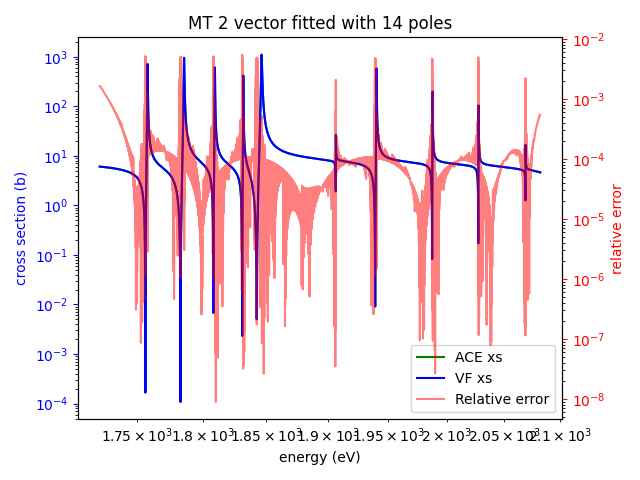 MT 2 vector fitted with 14 poles
cross section (b)
10³
10²
10¹
10⁰
10⁻¹
10⁻²
10⁻³
10⁻⁴
10⁻²
10⁻³
10⁻⁴
10⁻⁵
10⁻⁶
10⁻⁷
10⁻⁸
relative error
ACE xs
VF xs
Relative error
1.75 × 10³ 1.8 × 10³ 1.85 × 10³ 1.9 × 10³ 1.95 × 10³ 2 × 10³ 2.05 × 10³ 2.1 × 10³
energy (eV)